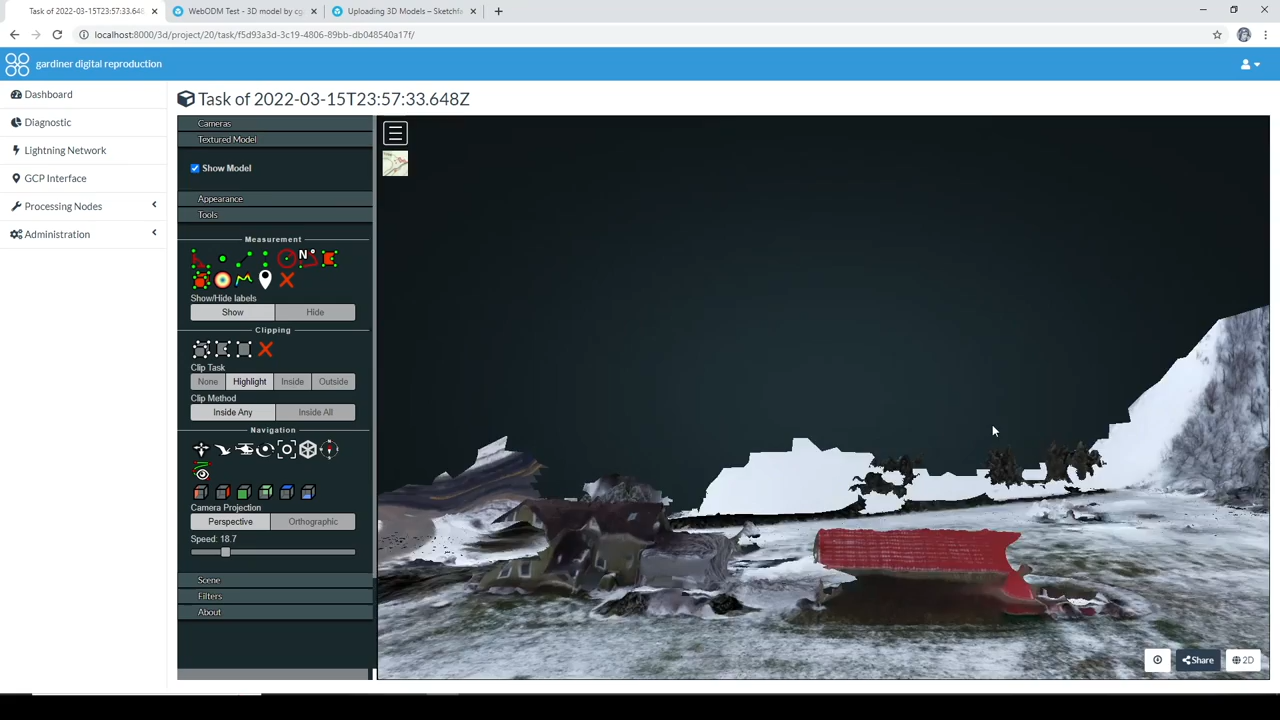 Task of 2022-03-15T23:57:33.648
WebODM Test - 3D model by cg
Uploading 3D Models – Sketchf
localhost:8000/3d/project/20/task/f5d93a3d-3c19-4806-89bb-db048540a17f/
gardiner digital reproduction
Dashboard
Diagnostic
Lightning Network
GCP Interface
Processing Nodes
Administration
Task of 2022-03-15T23:57:33.648Z
Cameras
Textured Model
Show Model
Appearance
Tools
Measurement
N°
Show/Hide labels
Show Hide
Clipping
Clip Task
None Highlight Inside Outside
Clip Method
Inside Any Inside All
Navigation
Camera Projection
Perspective Orthographic
Speed: 18.7
Scene
Filters
About
Share 2D